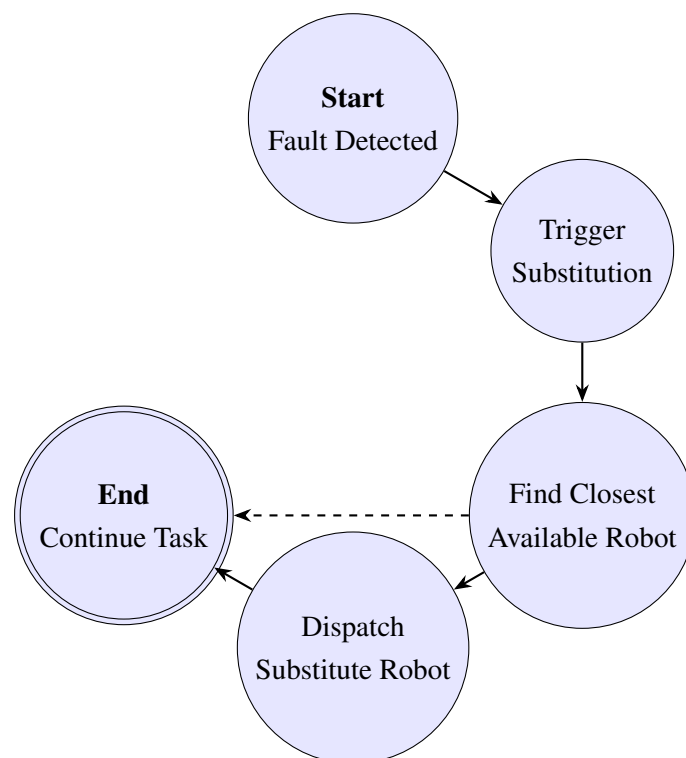 Start
Fault Detected
Trigger
Substitution
Find Closest
Available Robot
End
Continue Task
Dispatch
Substitute Robot